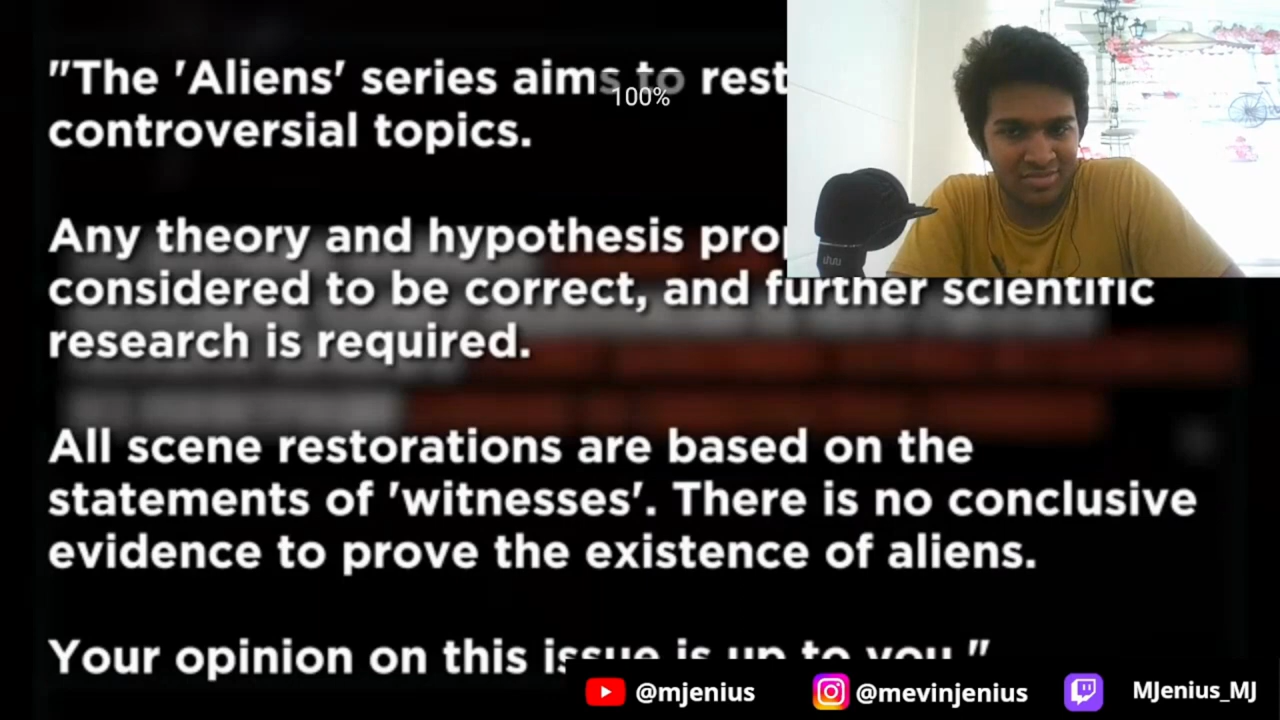 "The 'Aliens' series aims to
100%
controversial topics.
Any theory and hypothesis
considered to be correct, and further scientific
research is required.
All scene restorations are based on the
statements of 'witnesses'. There is no conclusive
evidence to prove the existence of aliens.
Your opinion on this issue is up to you."
@mjenius @mevinjenius MJenius_MJ